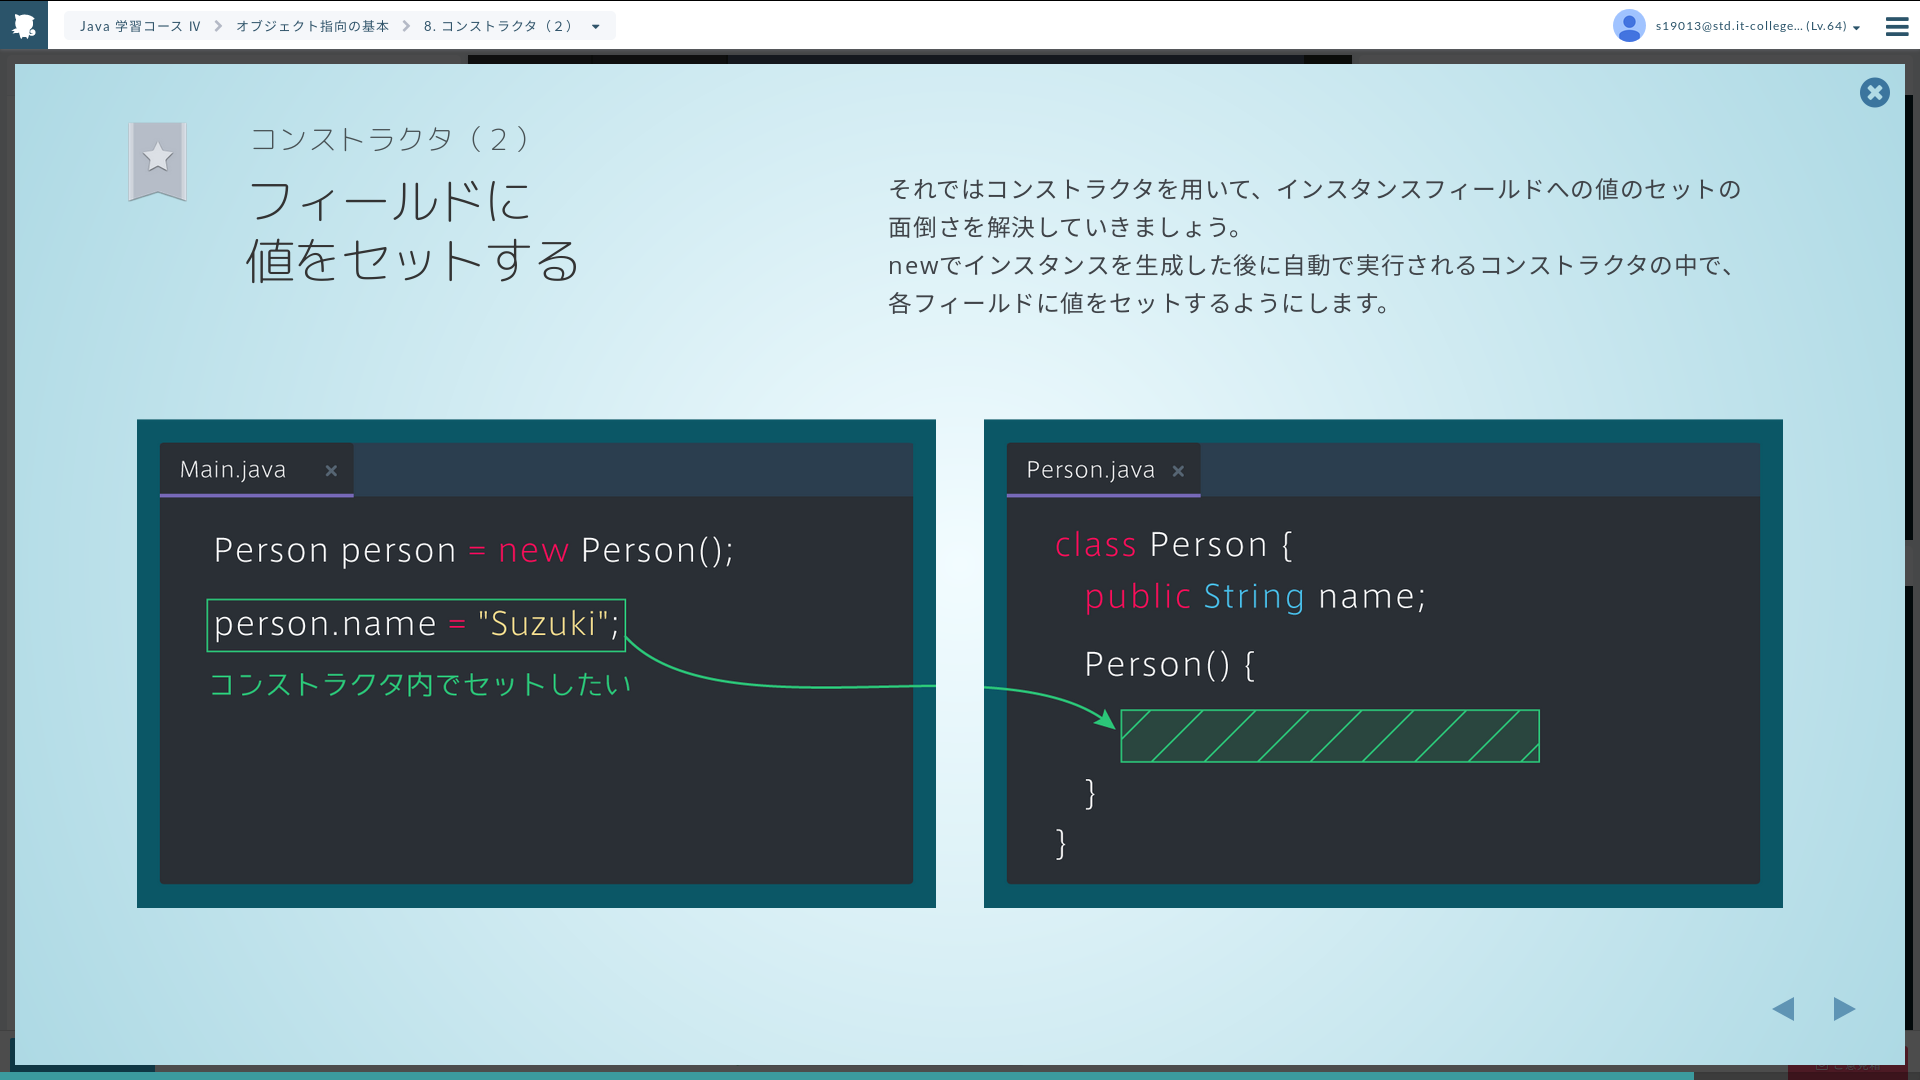 Java 学習コース Ⅳ
オブジェクト指向の基本
8. コンストラクタ（２）
s19013@std.it-college... (Lv.64)
コンストラクタ（２）
フィールドに
値をセットする
それではコンストラクタを用いて、インスタンスフィールドへの値のセットの
面倒さを解決していきましょう。
newでインスタンスを生成した後に自動で実行されるコンストラクタの中で、
各フィールドに値をセットするようにします。
Main.java
Person person = new Person();
person.name = "Suzuki";
コンストラクタ内でセットしたい
Person.java
class Person {
public String name;
Person() {
}
}